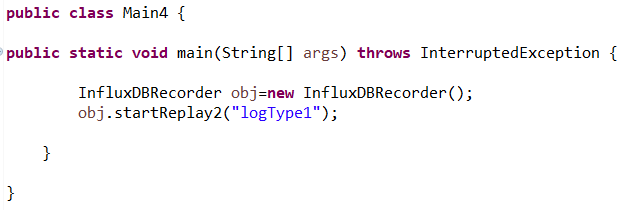 public class Main4 {
public static void main(String[] args) throws InterruptedException {
InfluxDBRecorder obj=new InfluxDBRecorder();
obj.startReplay2("logType1");
}
}